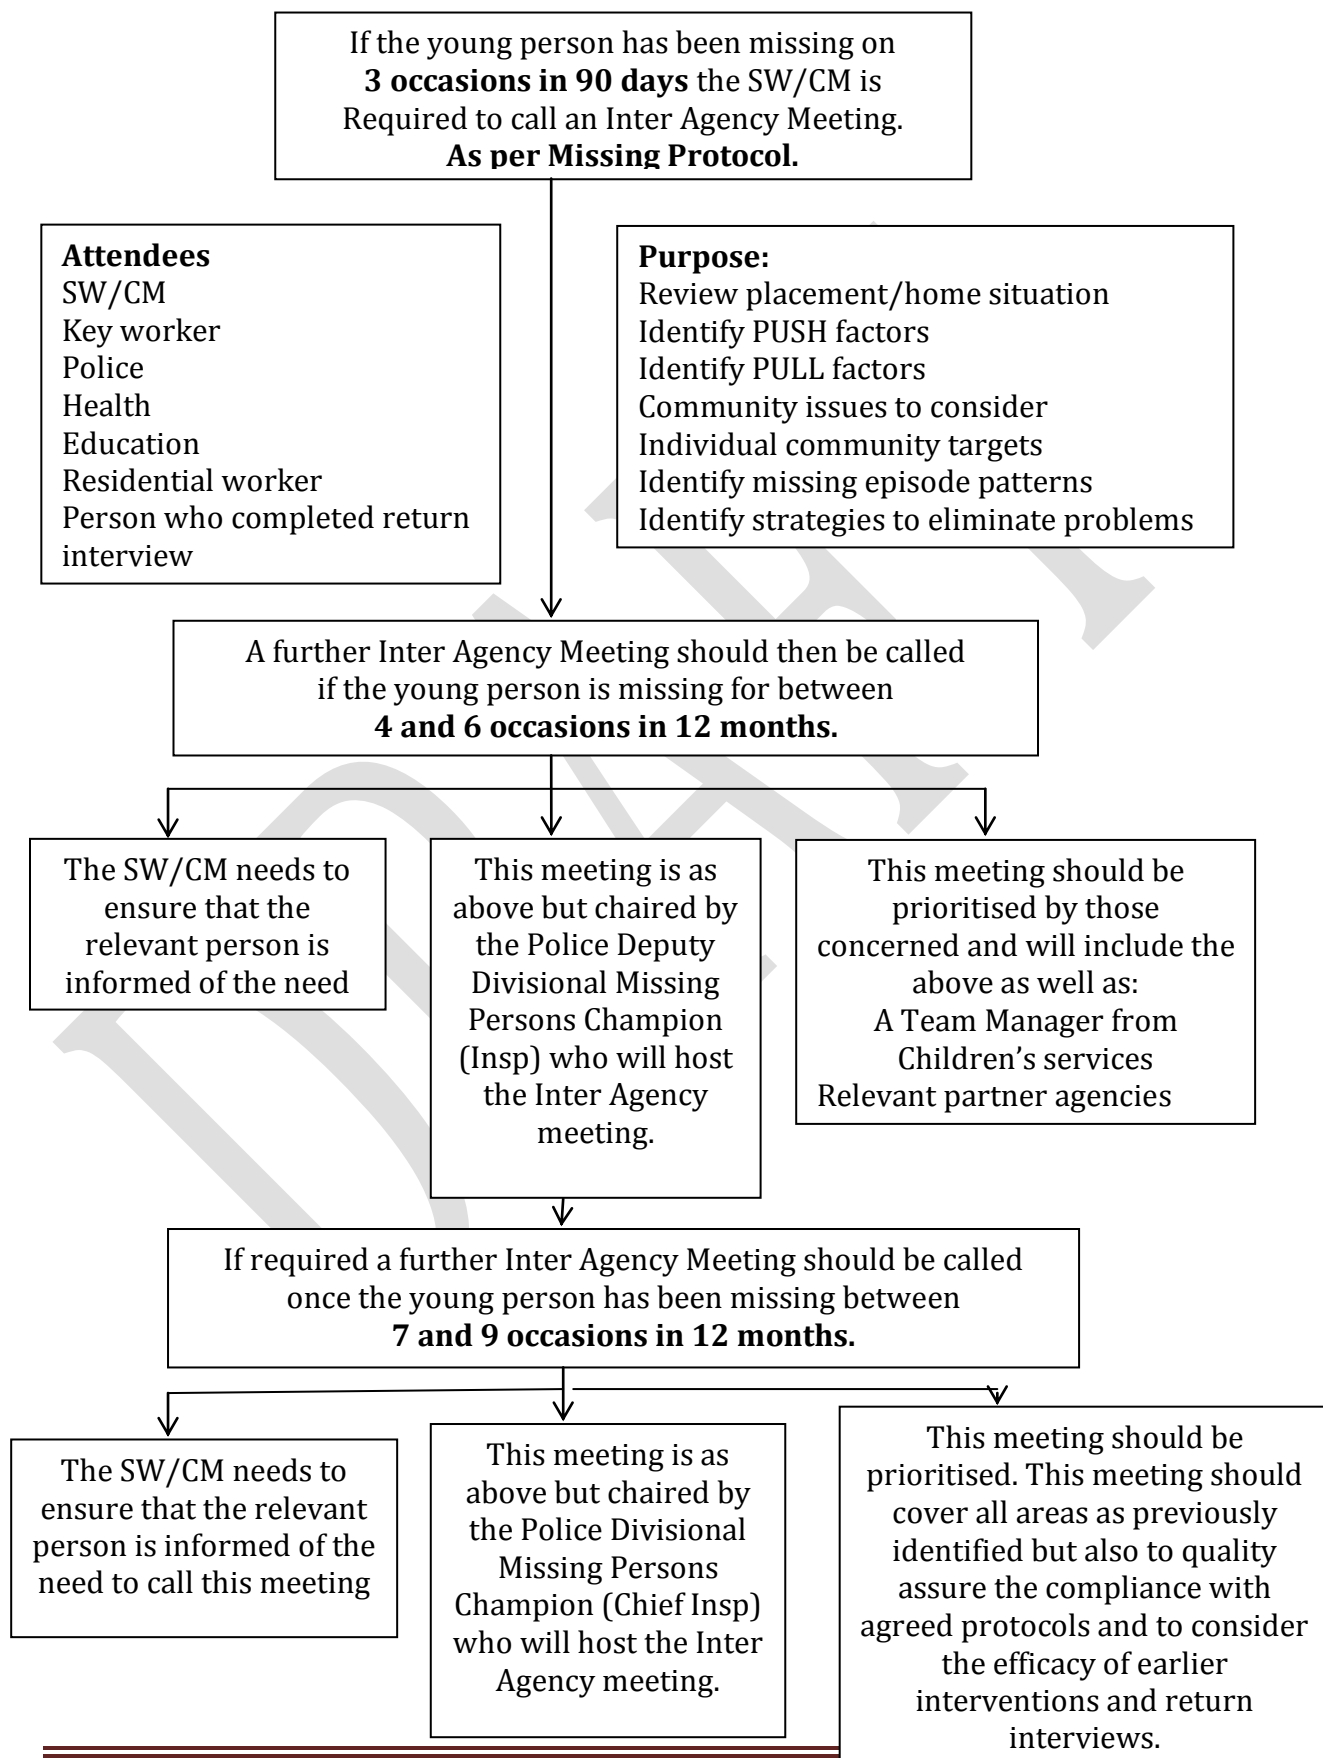 If the young person has been missing on
3 occasions in 90 days the SW/CM is
Required to call an Inter Agency Meeting.
As per Missing Protocol.
Attendees
SW/CM
Key worker
Police
Health
Education
Residential worker
Person who completed return
interview
Purpose:
Review placement/home situation
Identify PUSH factors
Identify PULL factors
Community issues to consider
Individual community targets
Identify missing episode patterns
Identify strategies to eliminate problems
A further Inter Agency Meeting should then be called
if the young person is missing for between
4 and 6 occasions in 12 months.
The SW/CM needs to
ensure that the
relevant person is
informed of the need
This meeting is as
above but chaired by
the Police Deputy
Divisional Missing
Persons Champion
(Insp) who will host
the Inter Agency
meeting.
This meeting should be
prioritised by those
concerned and will include the
above as well as:
A Team Manager from
Children’s services
Relevant partner agencies
If required a further Inter Agency Meeting should be called
once the young person has been missing between
7 and 9 occasions in 12 months.
The SW/CM needs to
ensure that the relevant
person is informed of the
need to call this meeting
This meeting is as
above but chaired by
the Police Divisional
Missing Persons
Champion (Chief Insp)
who will host the Inter
Agency meeting.
This meeting should be
prioritised. This meeting should
cover all areas as previously
identified but also to quality
assure the compliance with
agreed protocols and to consider
the efficacy of earlier
interventions and return
interviews.
DRAFT